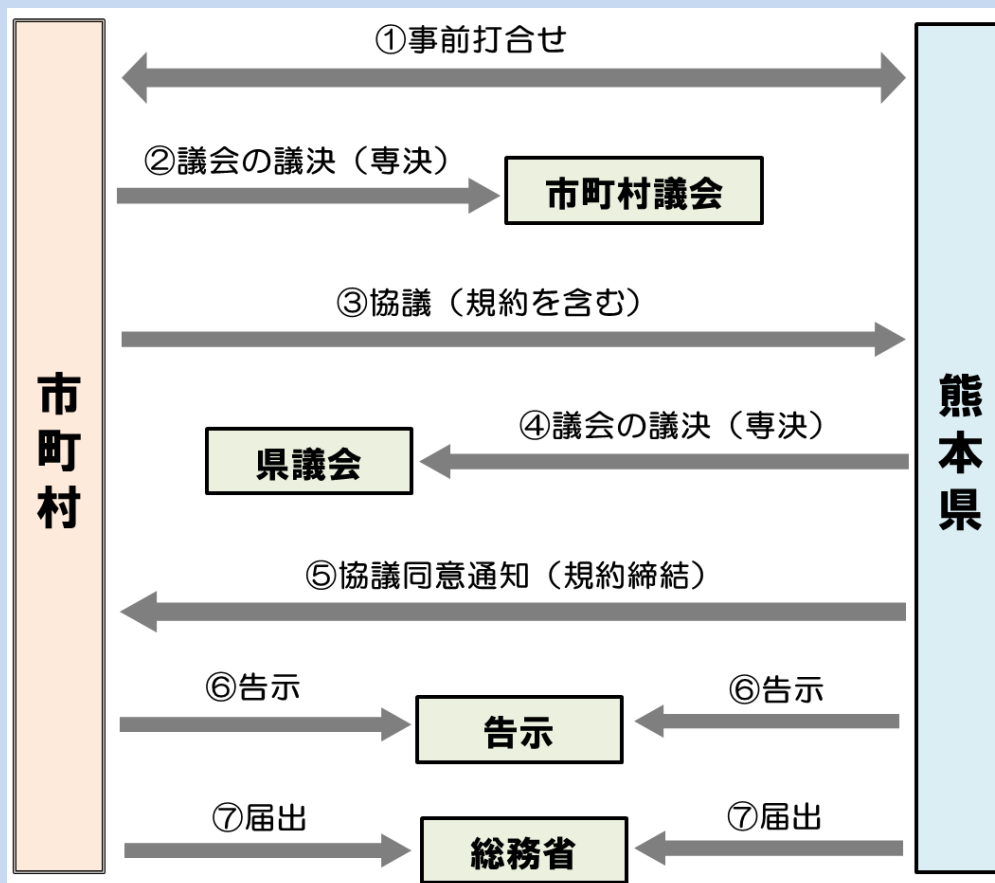 ①事前打合せ
②議会の議決（専決）
市町村議会
③協議（規約を含む）
市町村
熊本県
④議会の議決（専決）
県議会
⑤協議同意通知（規約締結）
⑥告示
告示
⑥告示
⑦届出
総務省
⑦届出